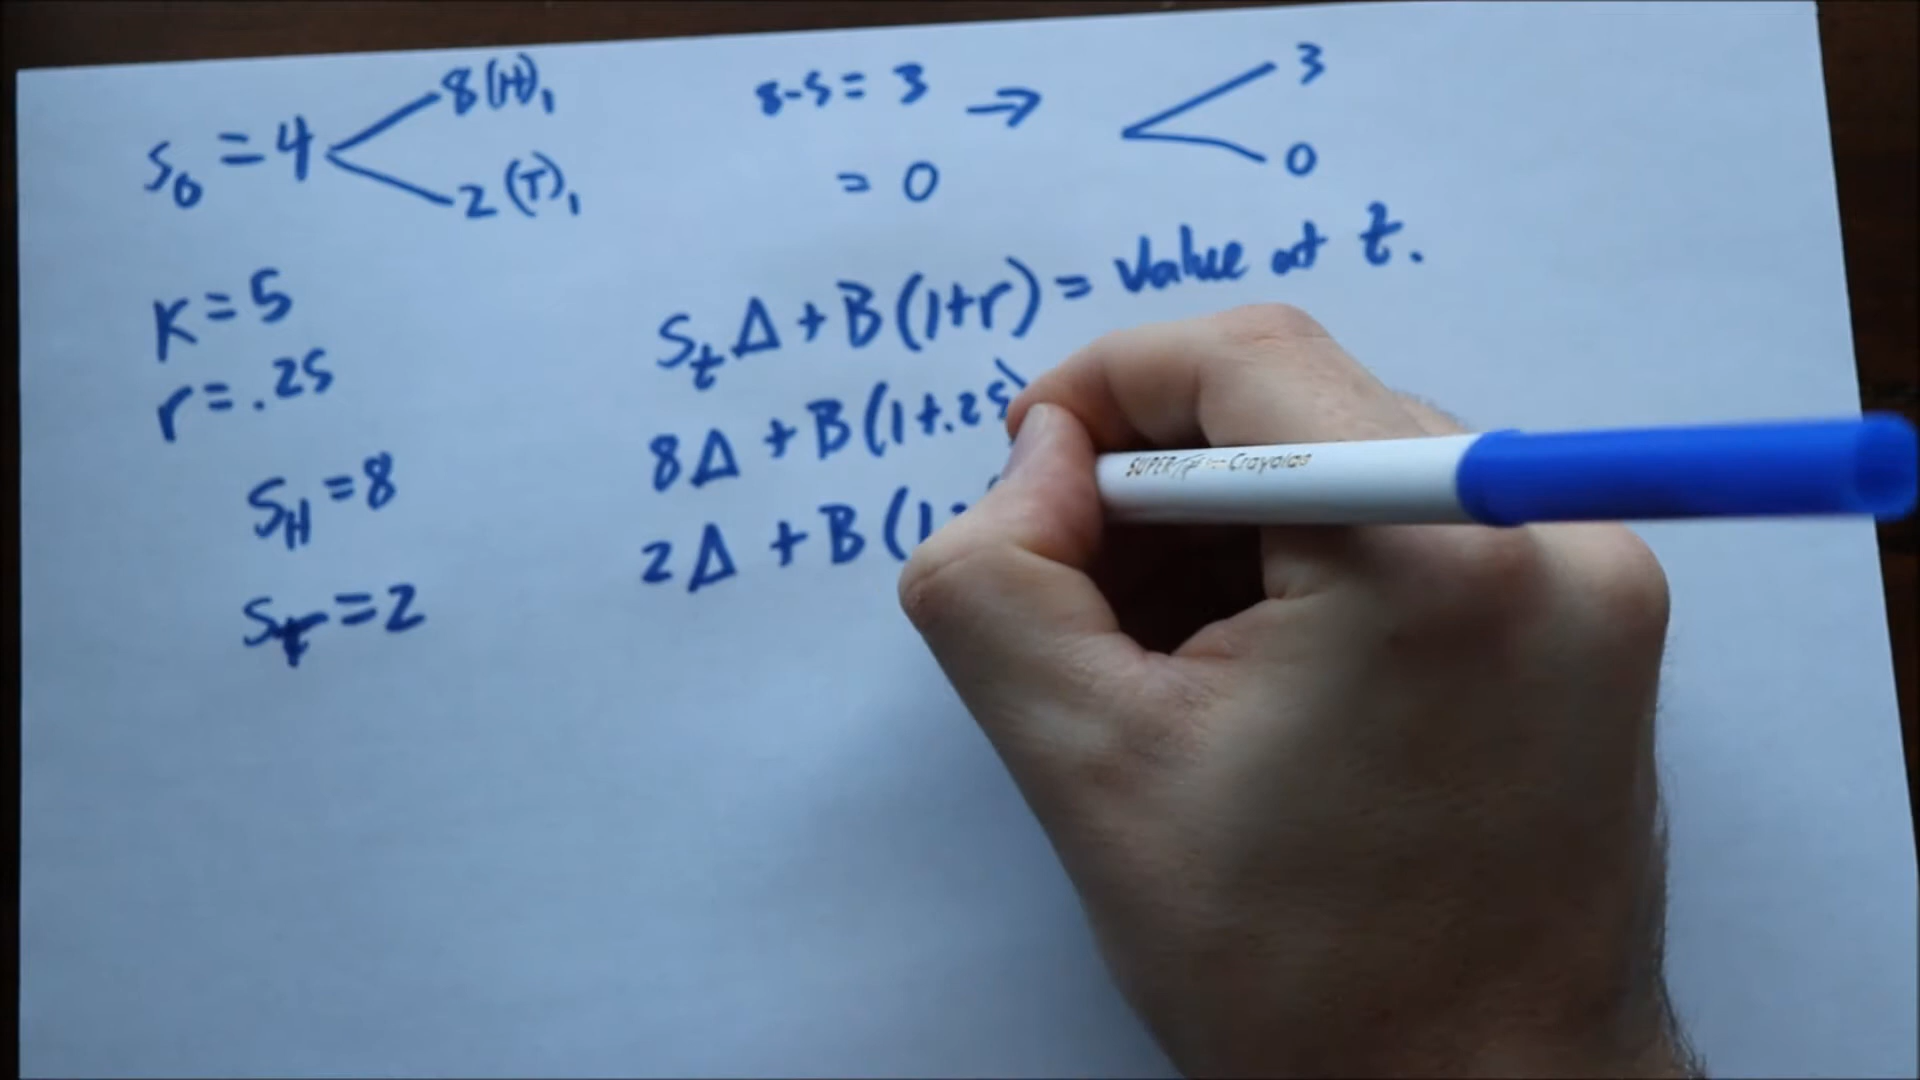 S₀ = 4
8 (H)₁
2 (T)₁
8-5 = 3 →
= 0
3
0
K = 5
r = .25
S_H = 8
S_T = 2
S_t Δ + B (1+r) = Value at t.
8Δ + B (1+.25)
2Δ + B (1+
SUPER Crayolas